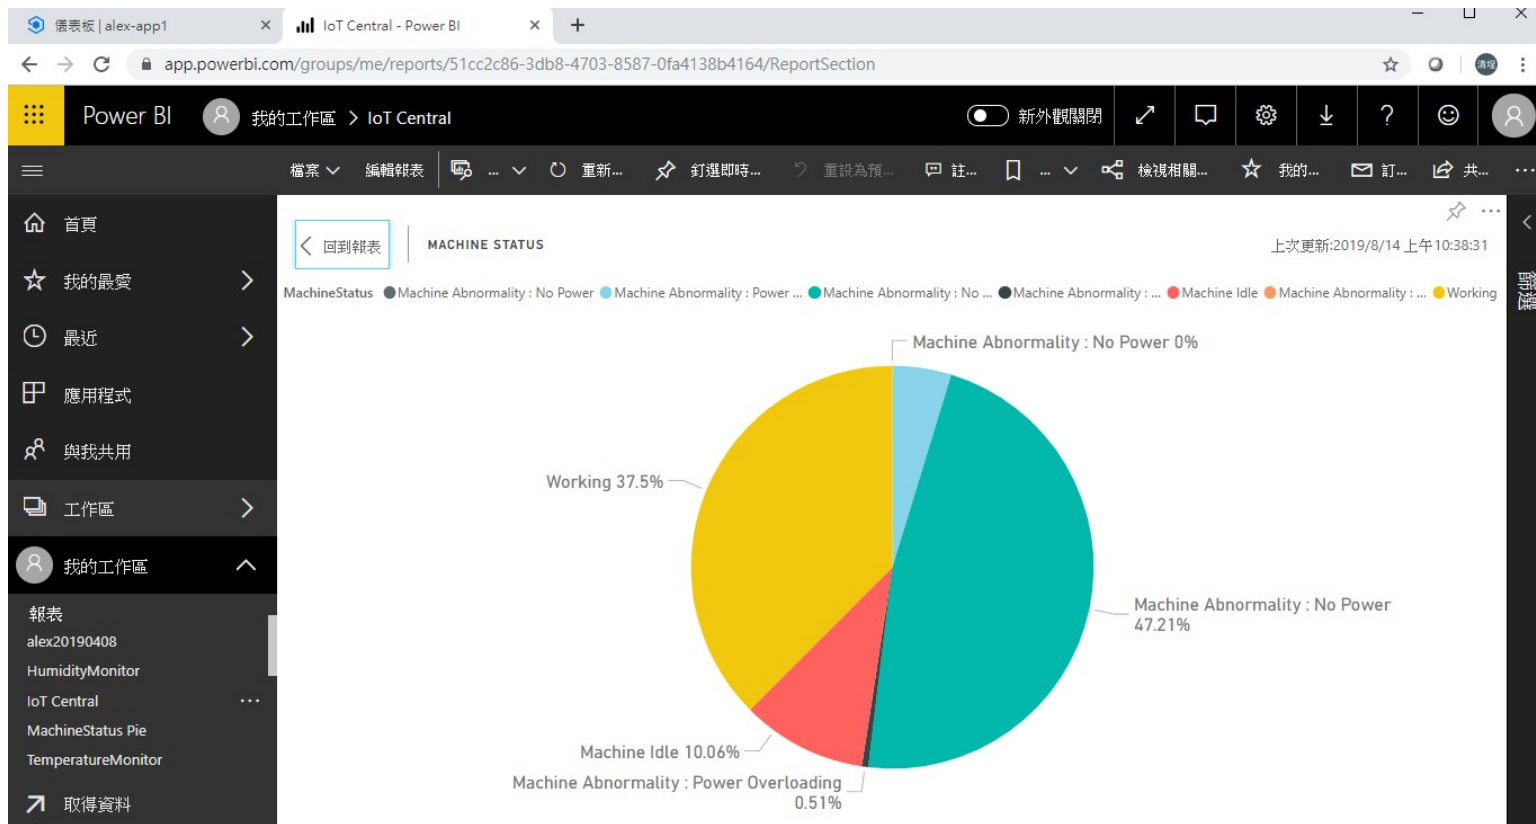 儀表板 | alex-app1
IoT Central - Power BI
app.powerbi.com/groups/me/reports/51cc2c86-3db8-4703-8587-0fa4138b4164/ReportSection
清埕
Power BI
我的工作區 > IoT Central
新外觀關閉
檔案
編輯報表
...
重新...
釘選即時...
重設為預...
註...
...
檢視相關...
我的...
訂...
共...
首頁
我的最愛
最近
應用程式
與我共用
工作區
我的工作區
報表
alex20190408
HumidityMonitor
IoT Central
MachineStatus Pie
TemperatureMonitor
取得資料
回到報表
MACHINE STATUS
上次更新:2019/8/14 上午10:38:31
篩選
MachineStatus Machine Abnormality : No Power Machine Abnormality : Power ... Machine Abnormality : No ... Machine Abnormality : ... Machine Idle Machine Abnormality : ... Working
Machine Abnormality : No Power 0%
Working 37.5%
Machine Abnormality : No Power
47.21%
Machine Idle 10.06%
Machine Abnormality : Power Overloading
0.51%